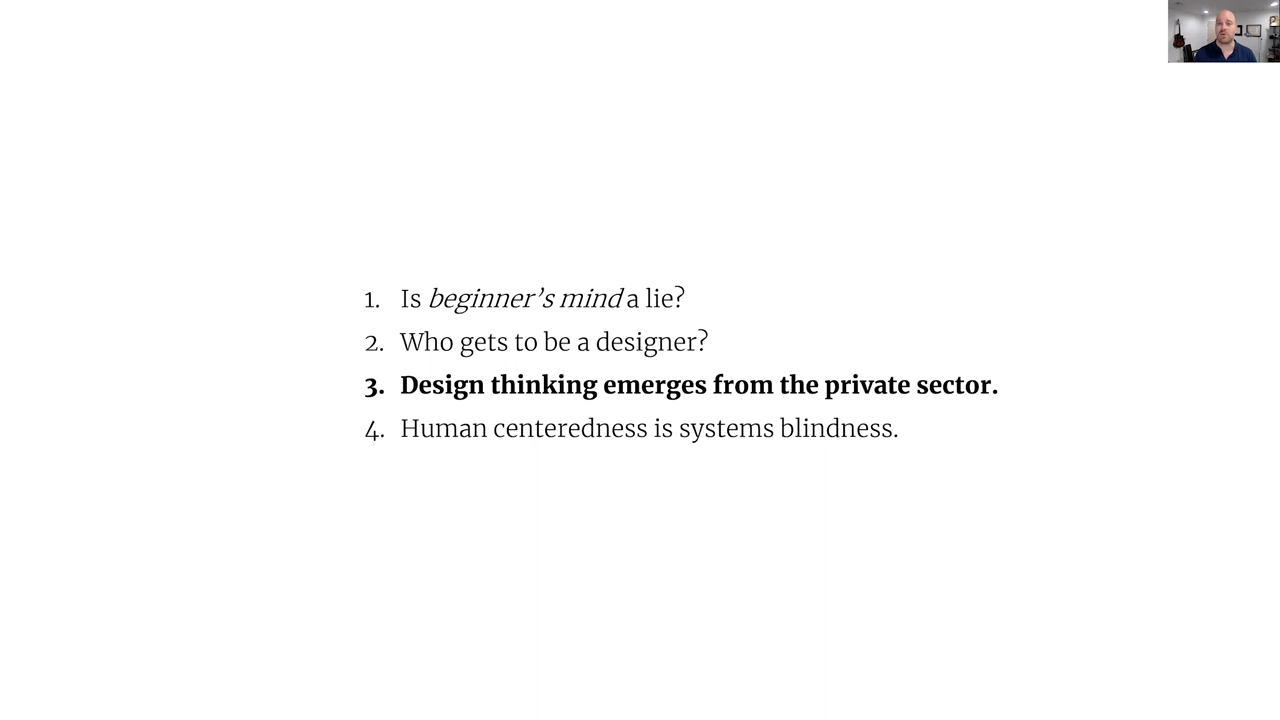 1. Is beginner’s mind a lie?
2. Who gets to be a designer?
3. Design thinking emerges from the private sector.
4. Human centeredness is systems blindness.